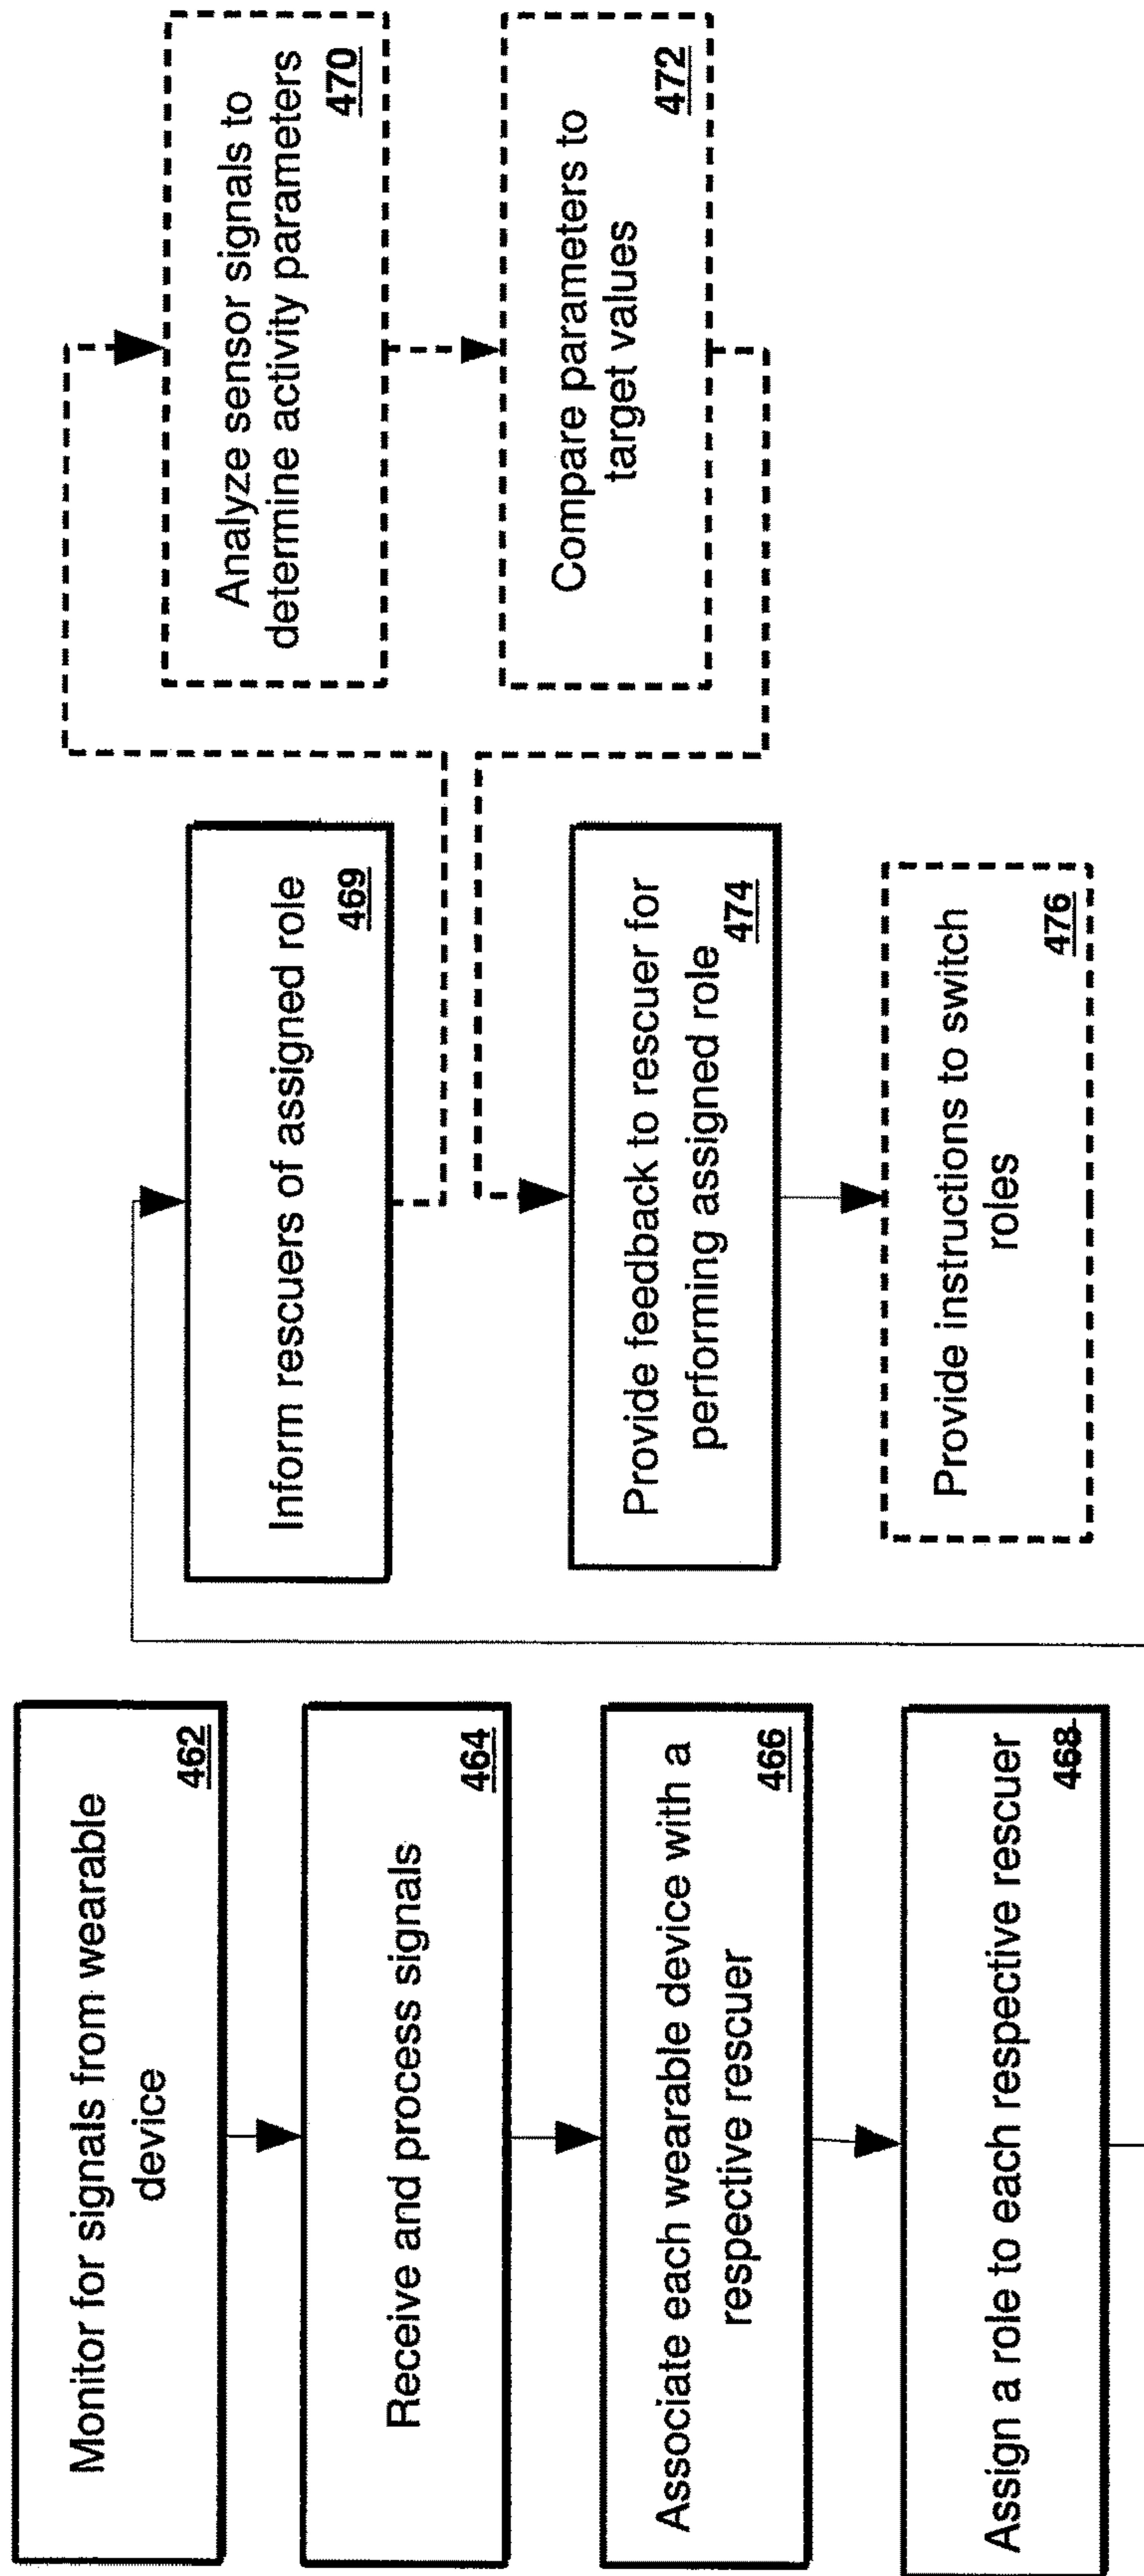 Monitor for signals from wearable
device
462
Receive and process signals
464
Associate each wearable device with a
respective rescuer
466
Assign a role to each respective rescuer
468
Inform rescuers of assigned role
469
Analyze sensor signals to
determine activity parameters
470
Compare parameters to
target values
472
Provide feedback to rescuer for
performing assigned role
474
Provide instructions to switch
roles
476